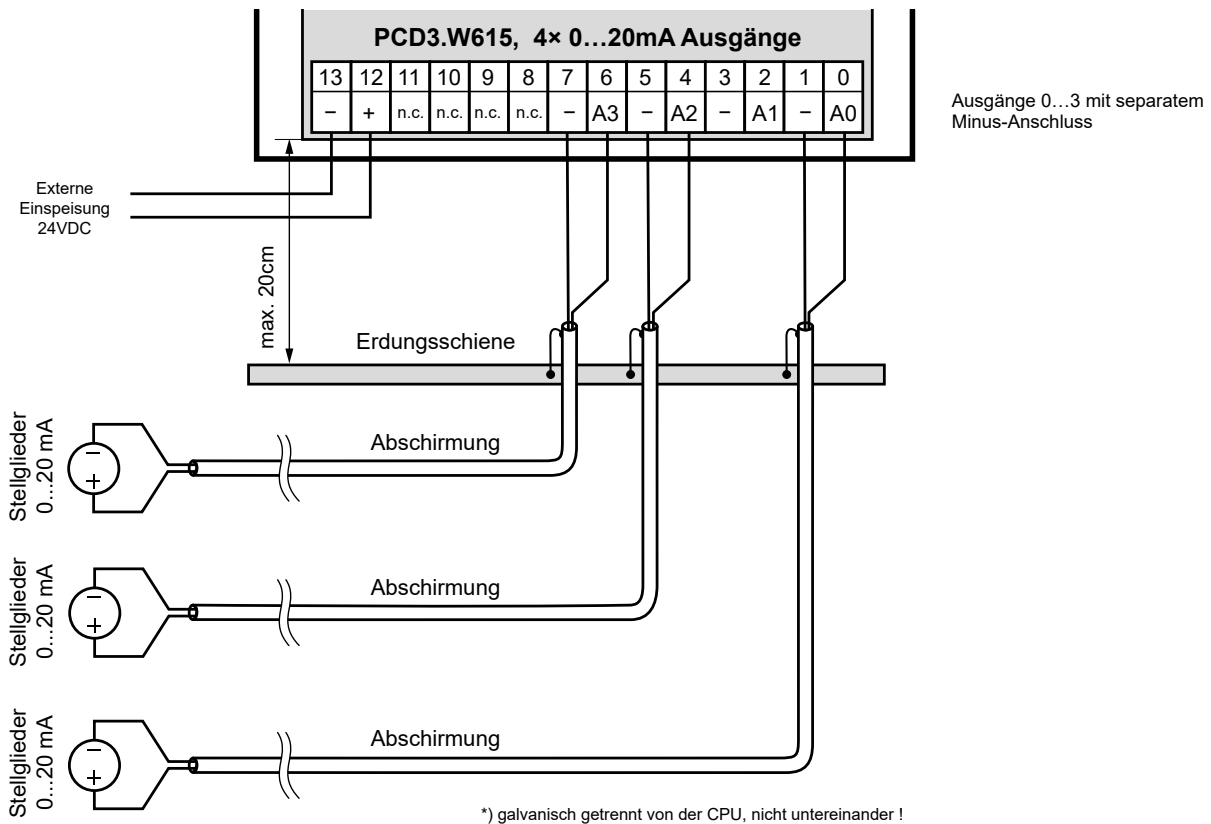 PCD3.W615, 4× 0…20mA Ausgänge
13 12 11 10 9 8 7 6 5 4 3 2 1 0
− + n.c. n.c. n.c. n.c. − A3 − A2 − A1 − A0
Ausgänge 0…3 mit separatem
Minus-Anschluss
Externe
Einspeisung
24VDC
max. 20cm
Erdungsschiene
Stellglieder
0...20 mA
− +
Abschirmung
Stellglieder
0...20 mA
− +
Abschirmung
Stellglieder
0...20 mA
− +
Abschirmung
*) galvanisch getrennt von der CPU, nicht untereinander !